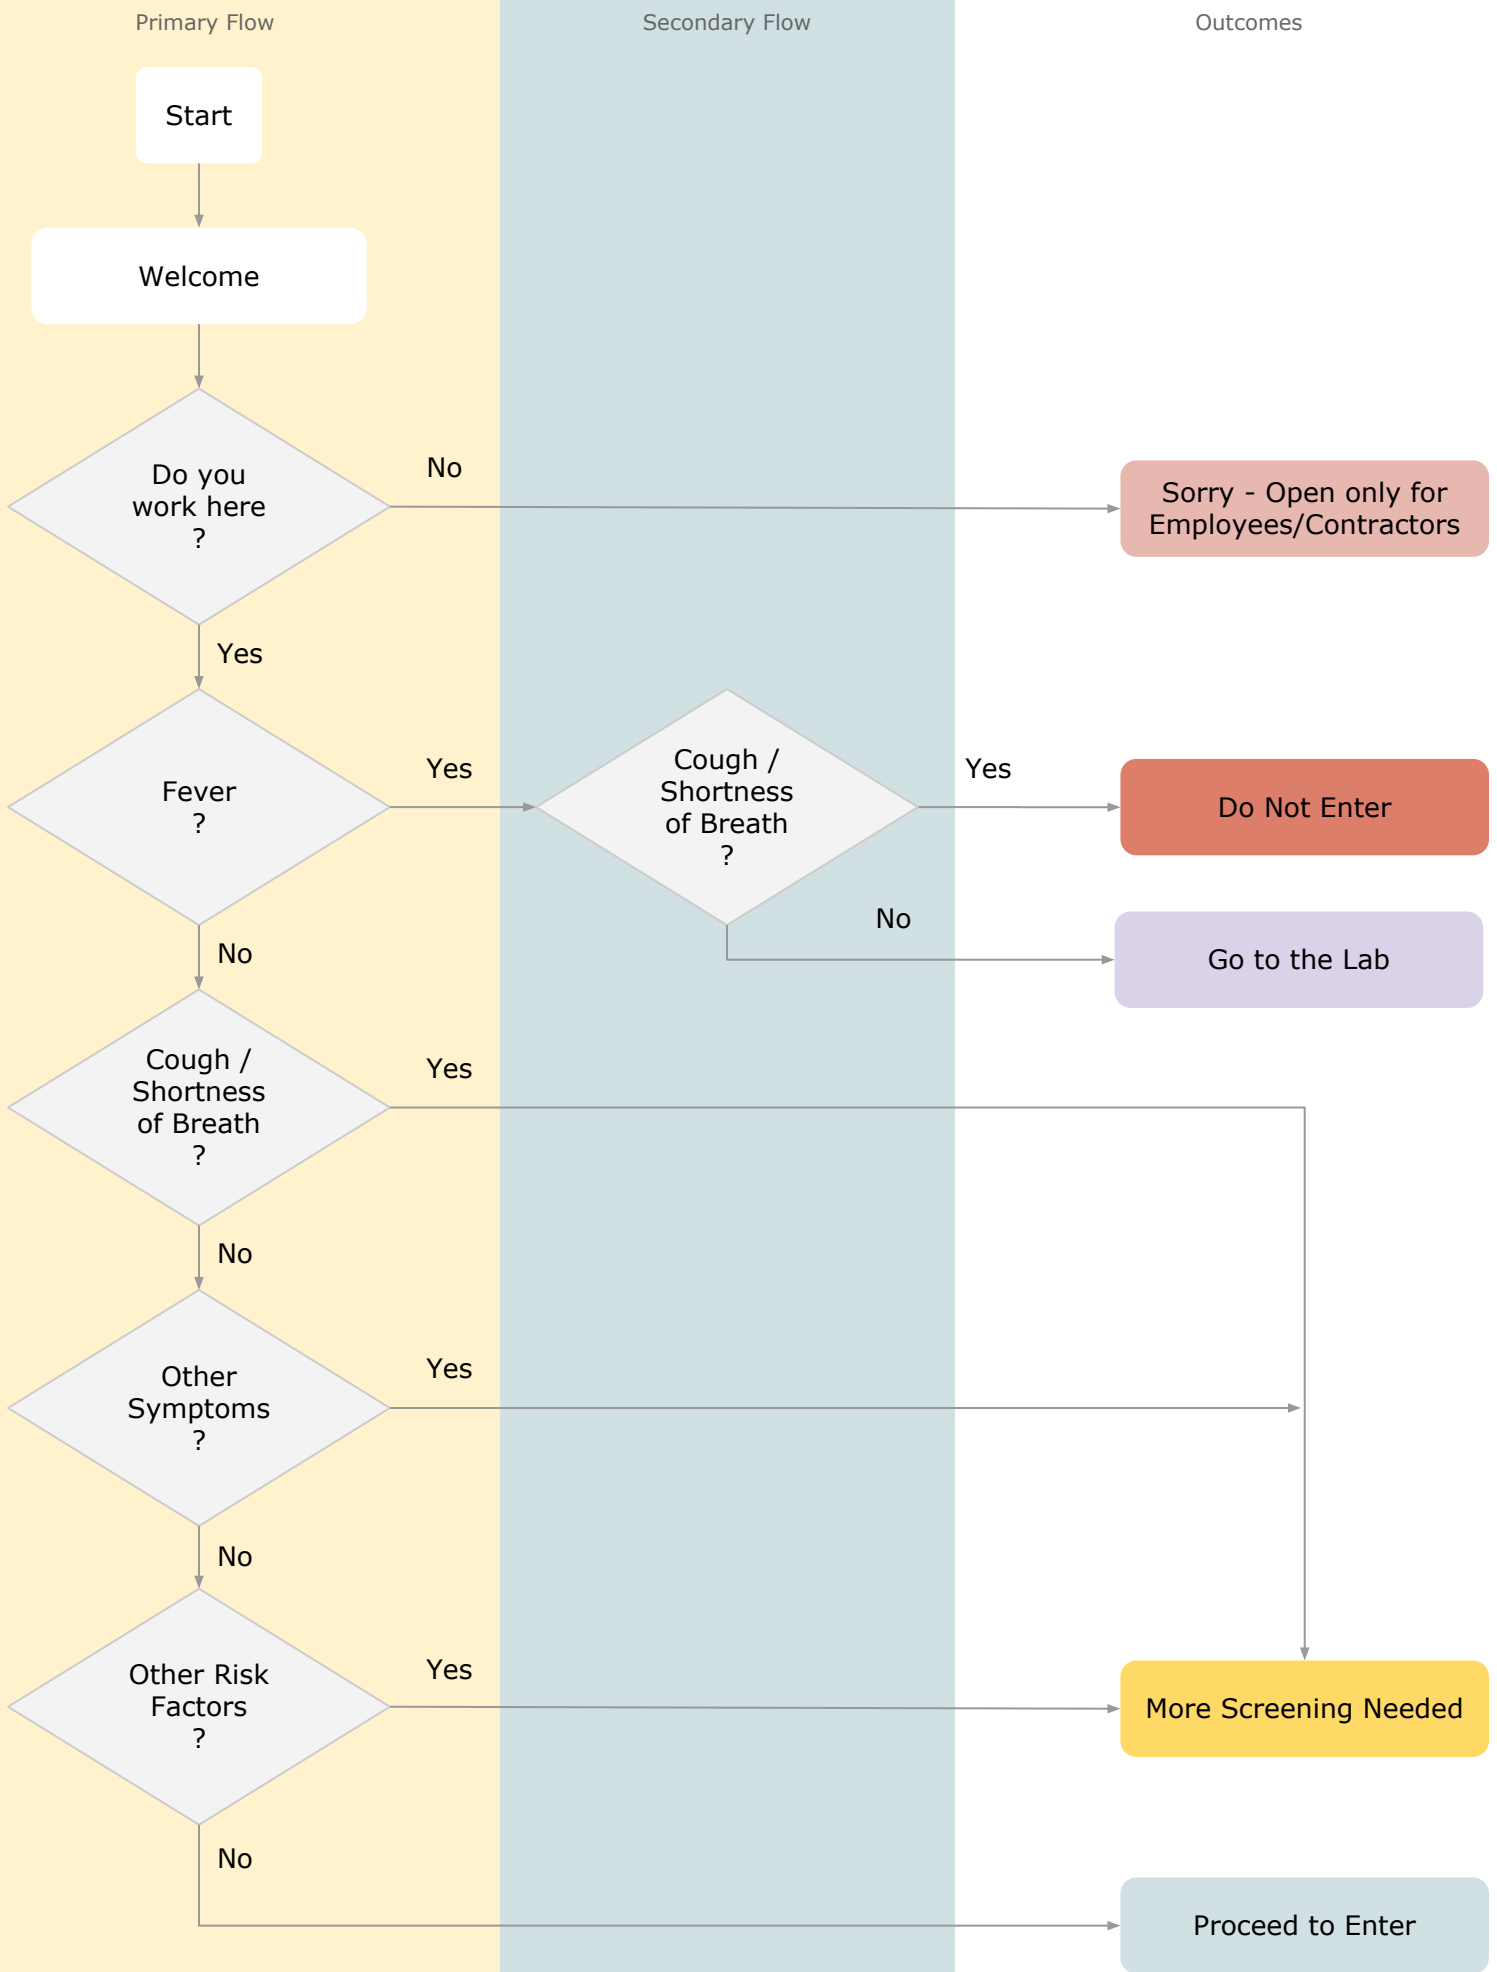 Primary Flow
Secondary Flow
Outcomes
Start
Welcome
Do you
work here
?
No
Sorry - Open only for
Employees/Contractors
Yes
Fever
?
Yes
Cough /
Shortness
of Breath
?
Yes
Do Not Enter
No
Go to the Lab
No
Cough /
Shortness
of Breath
?
Yes
No
Other
Symptoms
?
Yes
No
Other Risk
Factors
?
Yes
More Screening Needed
No
Proceed to Enter